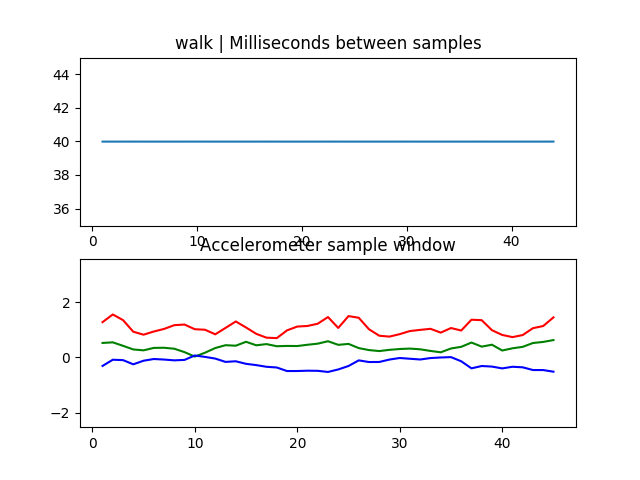 walk | Milliseconds between samples
44
42
40
38
36
0 10 20 30 40
Accelerometer sample window
2
0
−2
0 10 20 30 40